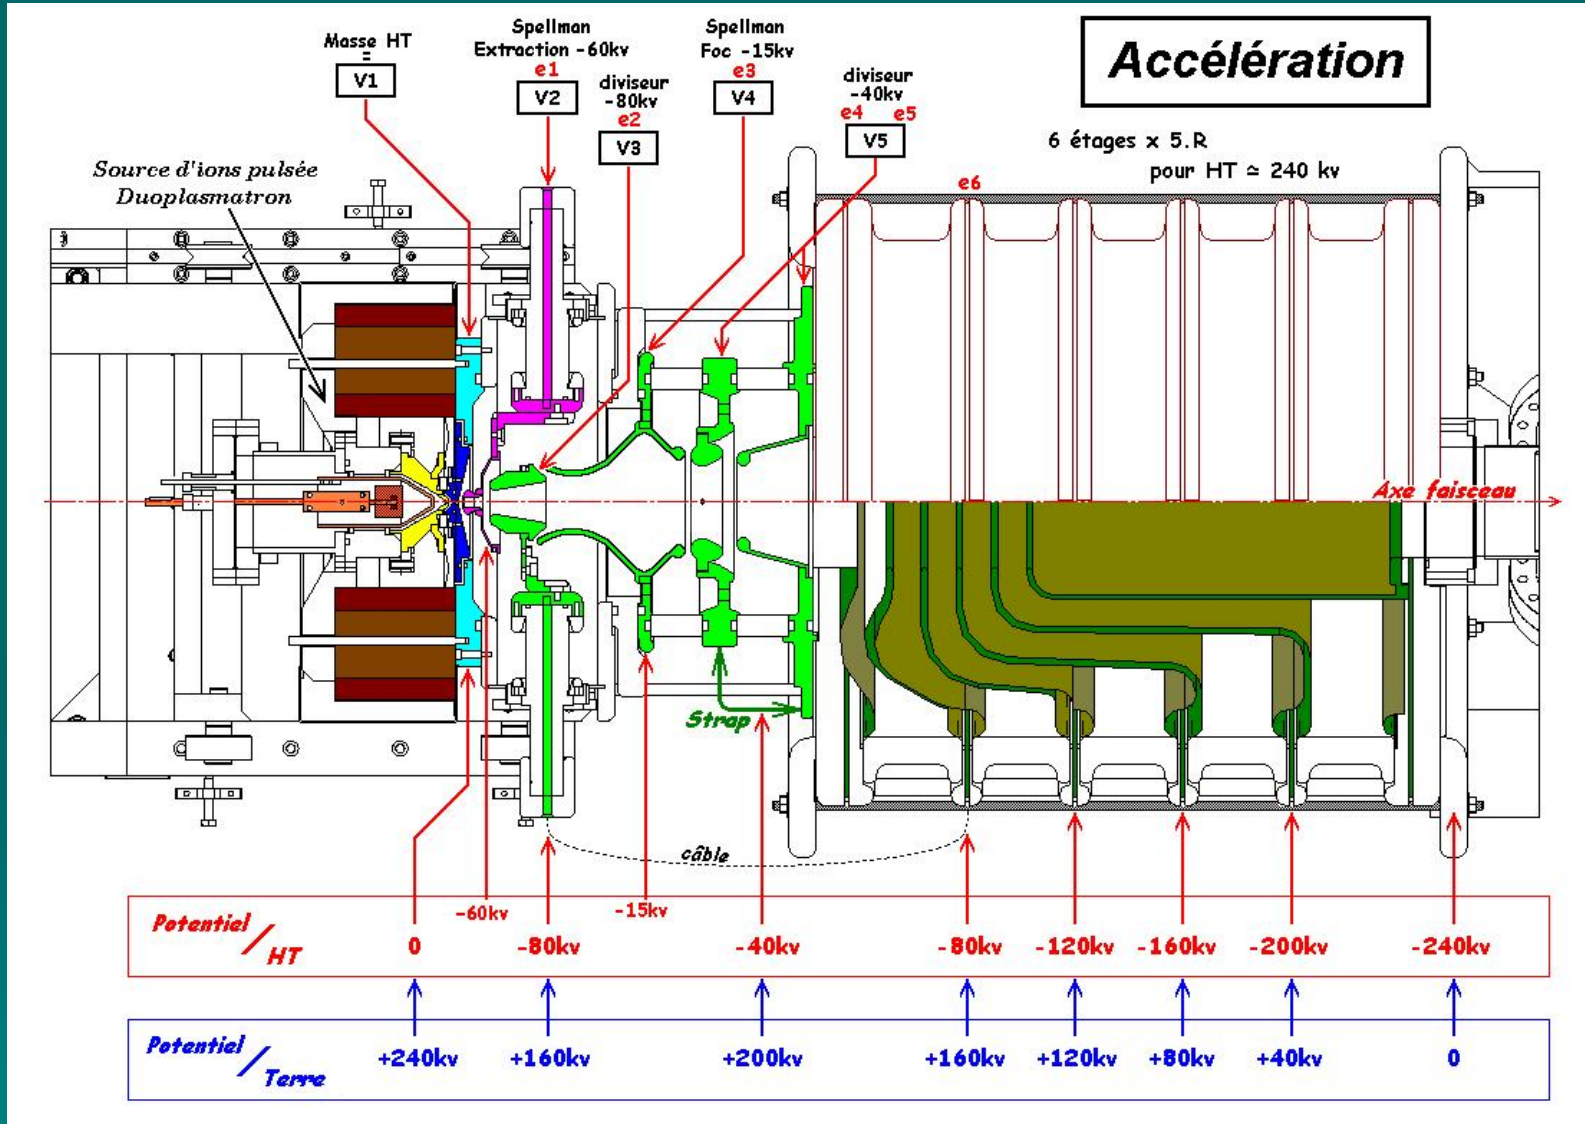 Accélération
Masse HT
=
V1
Spellman
Extraction -60kv
e1
V2
diviseur
-80kv
e2
V3
Spellman
Foc -15kv
e3
V4
diviseur
-40kv
e4 e5
V5
6 étages x 5.R
pour HT ≃ 240 kv
Source d'ions pulsée
Duoplasmatron
e6
Axe faisceau
Strap
câble
Potentiel / HT
0 -60kv -80kv -15kv -40kv -80kv -120kv -160kv -200kv -240kv
Potentiel / Terre
+240kv +160kv +200kv +160kv +120kv +80kv +40kv 0